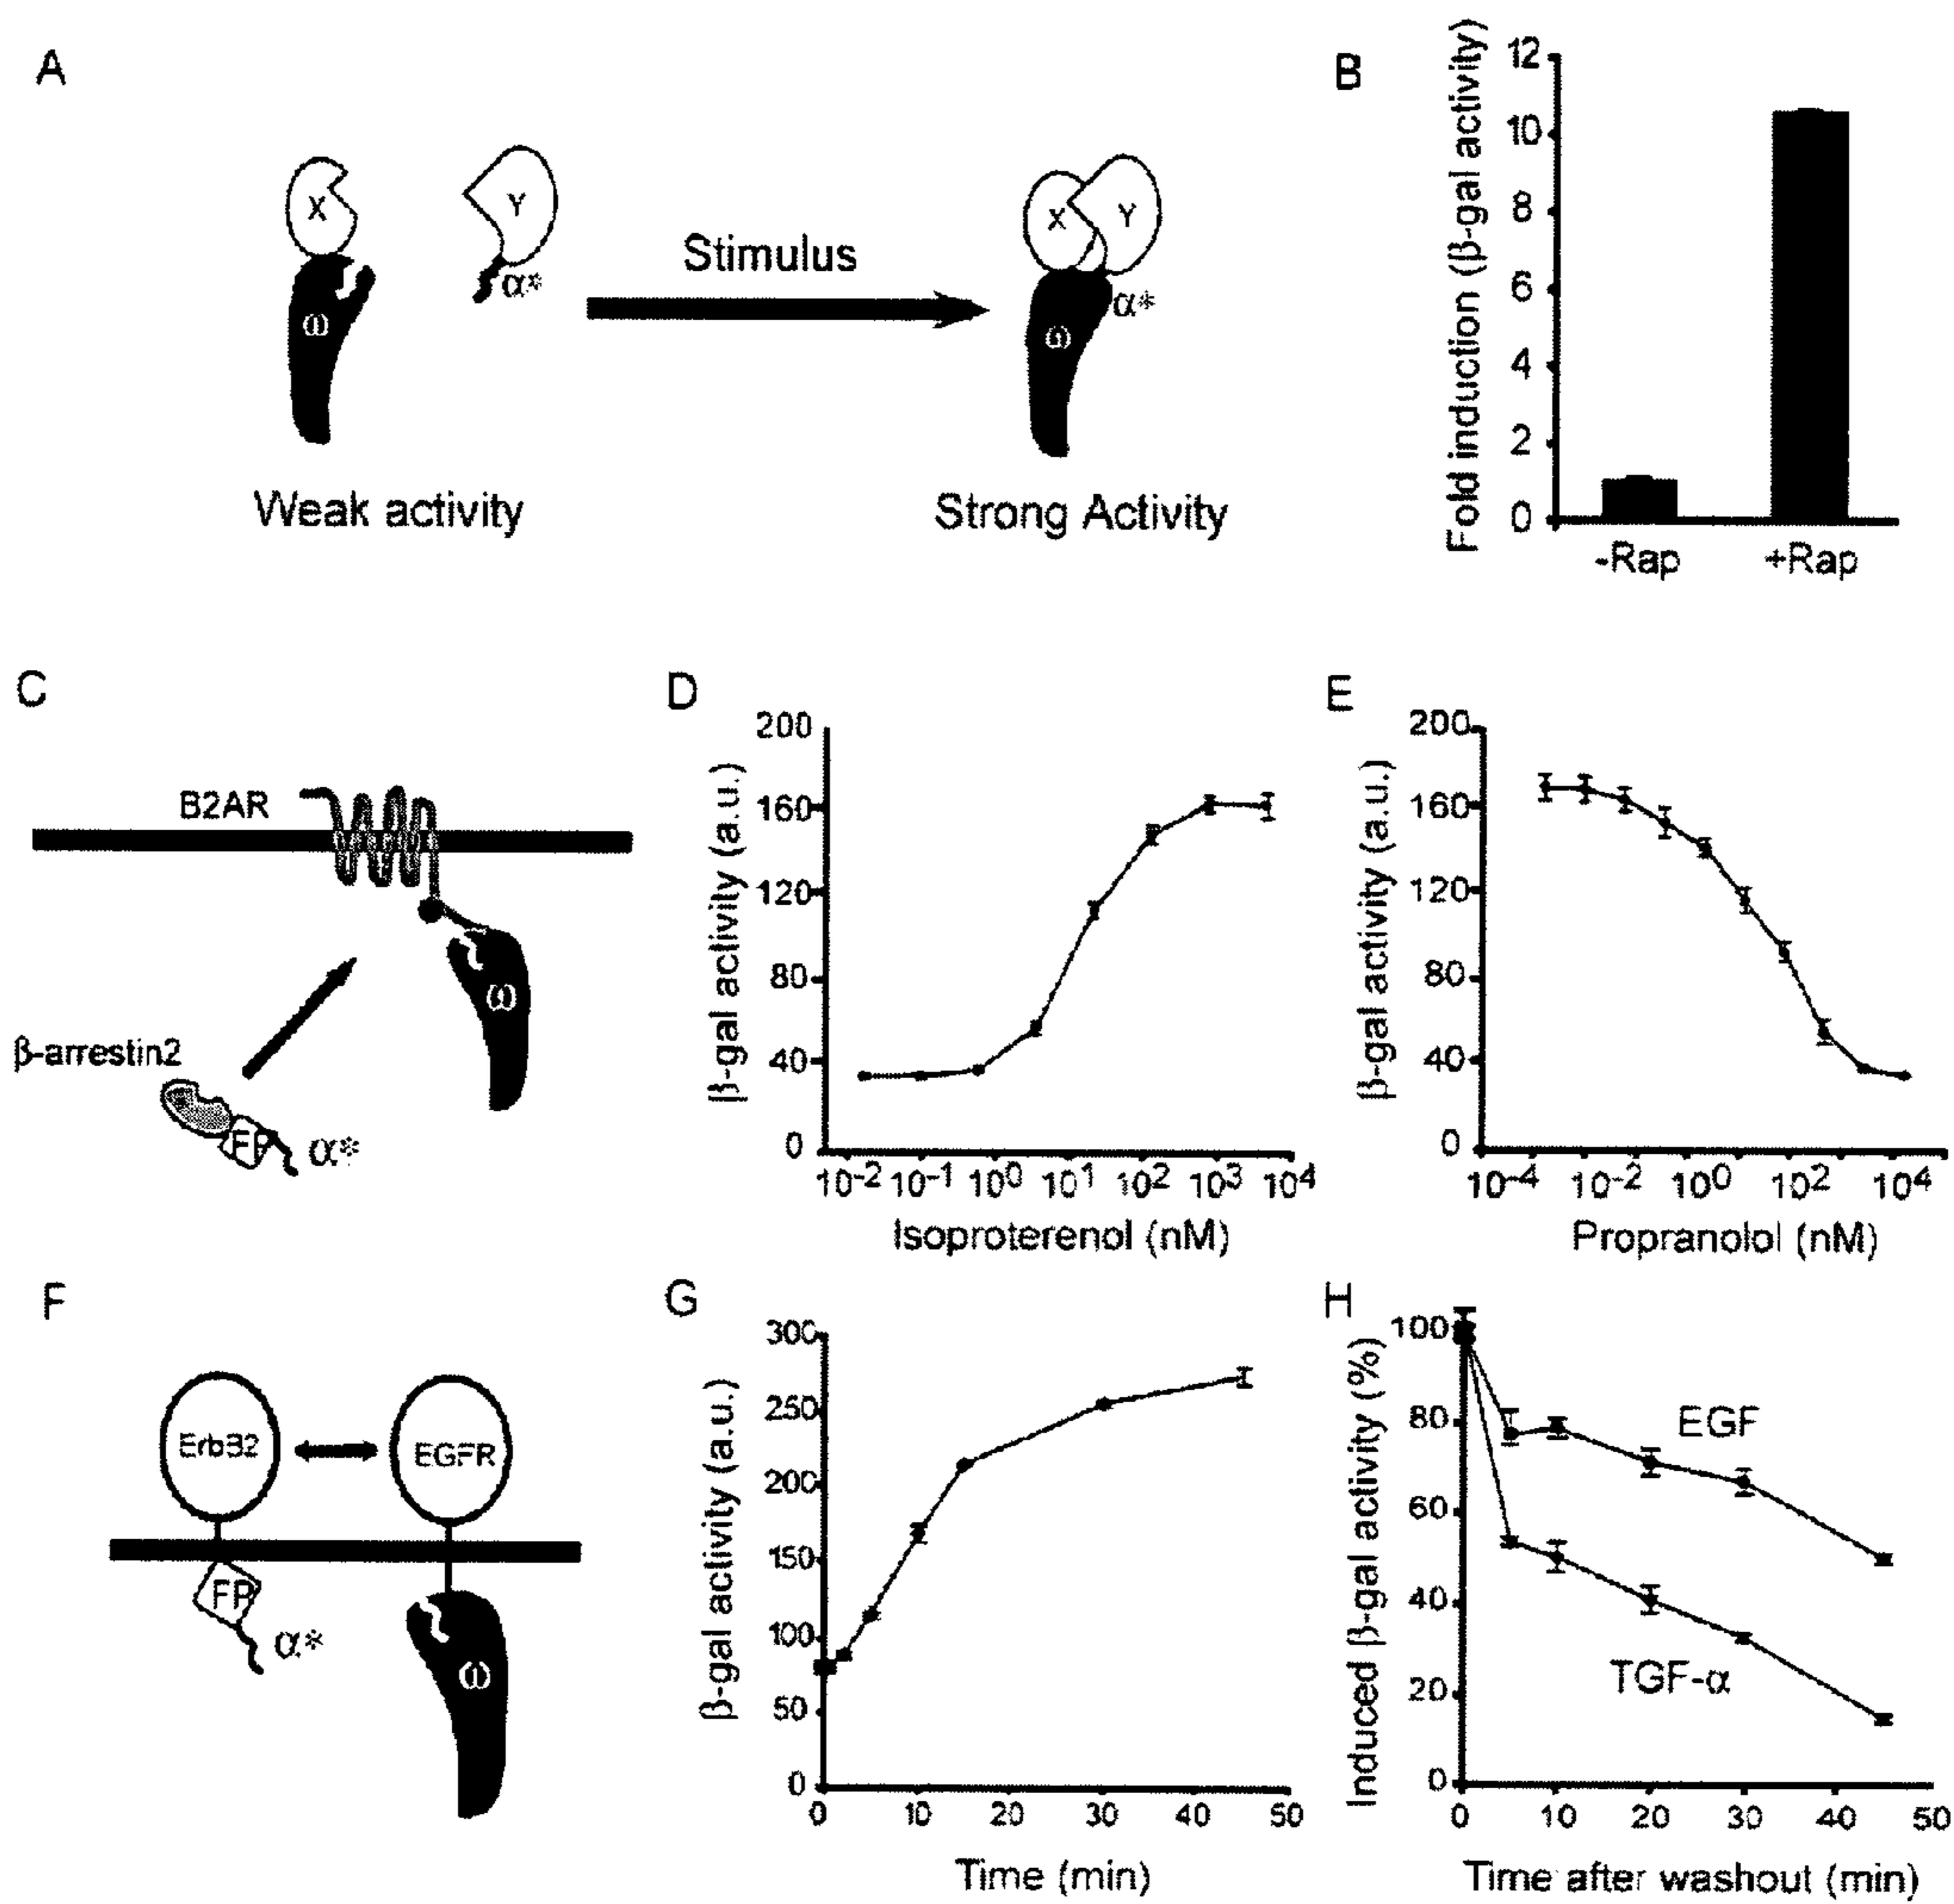 A
X
Y
α*
ω
Stimulus
X
Y
α*
ω
Weak activity
Strong Activity
B
Fold induction (β-gal activity)
12
10
8
6
4
2
0
-Rap
+Rap
C
B2AR
ω
β-arrestin2
FP
α*
D
β-gal activity (a.u.)
200
160
120
80
40
0
10-2 10-1 100 101 102 103 104
Isoproterenol (nM)
E
β-gal activity (a.u.)
200
160
120
80
40
0
10-4 10-2 100 102 104
Propranolol (nM)
F
ErbB2
EGFR
FP
α*
ω
G
β-gal activity (a.u.)
300
250
200
150
100
50
0
0 10 20 30 40 50
Time (min)
H
Induced β-gal activity (%)
100
80
60
40
20
0
EGF
TGF-α
0 10 20 30 40 50
Time after washout (min)